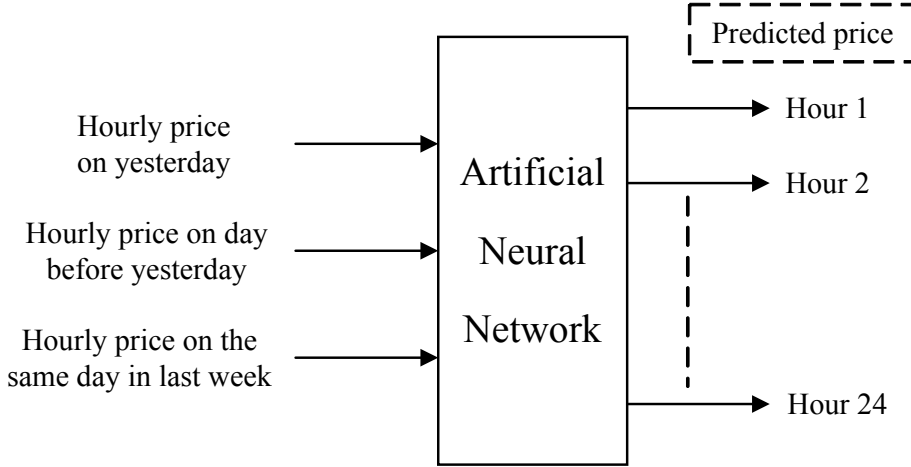 Predicted price
Hourly price
on yesterday
Hourly price on day
before yesterday
Hourly price on the
same day in last week
Artificial
Neural
Network
Hour 1
Hour 2
Hour 24